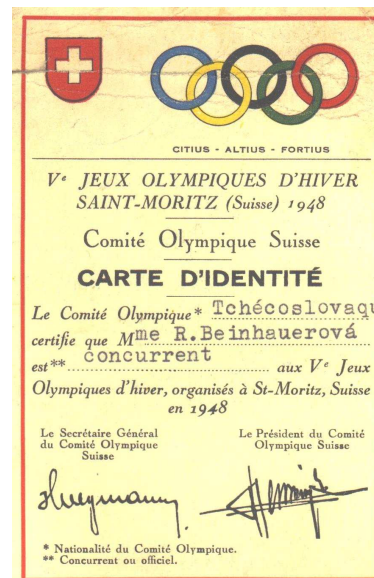 CITIUS - ALTIUS - FORTIUS
Vᵉ JEUX OLYMPIQUES D'HIVER
SAINT-MORITZ (Suisse) 1948
Comité Olympique Suisse
CARTE D'IDENTITÉ
Le Comité Olympique* Tchécoslovaqu
certifie que Mme R.Beinhauerová
est** concurrent aux Vᵉ Jeux
Olympiques d'hiver, organisés à St-Moritz, Suisse
en 1948
Le Secrétaire Général
du Comité Olympique
Suisse
Le Président du Comité
Olympique Suisse
* Nationalité du Comité Olympique.
** Concurrent ou officiel.